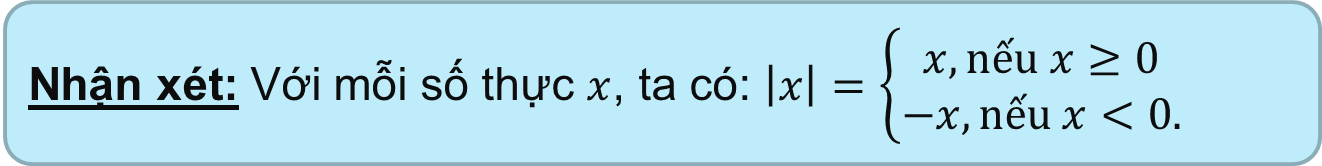 Nhận xét: Với mỗi số thực x, ta có: |x| = { x, nếu x ≥ 0
−x, nếu x < 0.